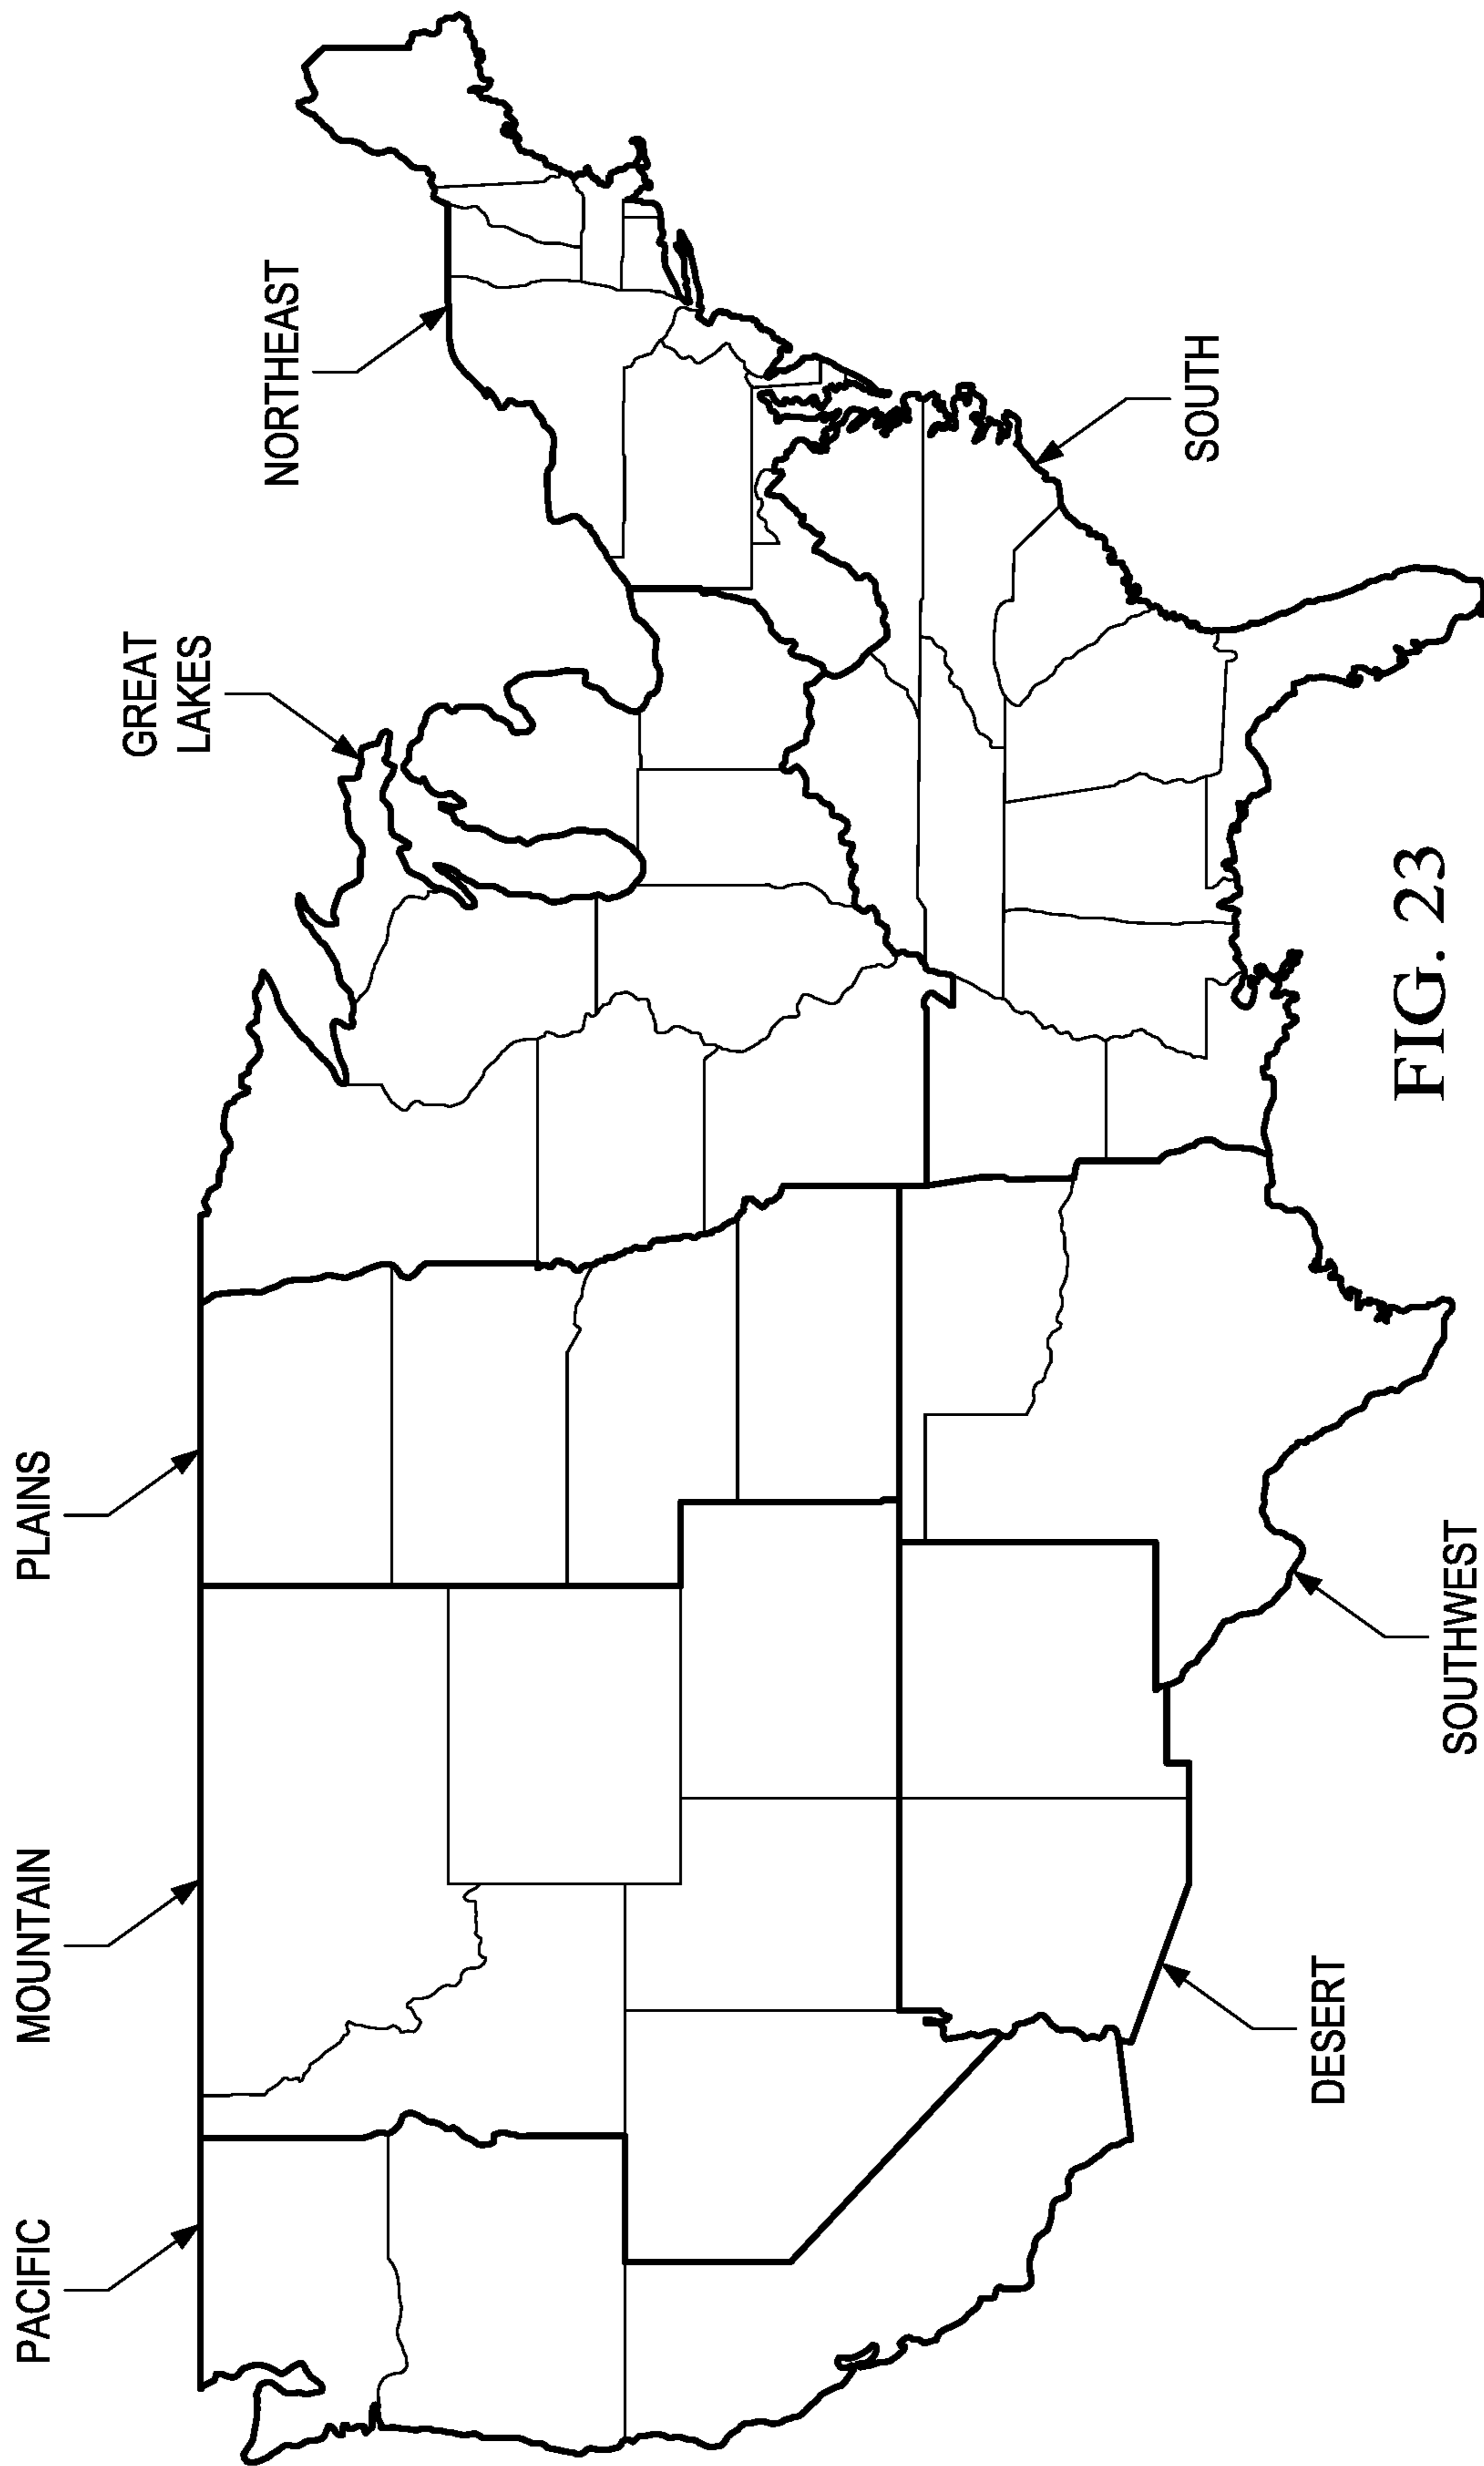 PACIFIC
MOUNTAIN
PLAINS
GREAT
LAKES
NORTHEAST
DESERT
SOUTHWEST
SOUTH
FIG. 23